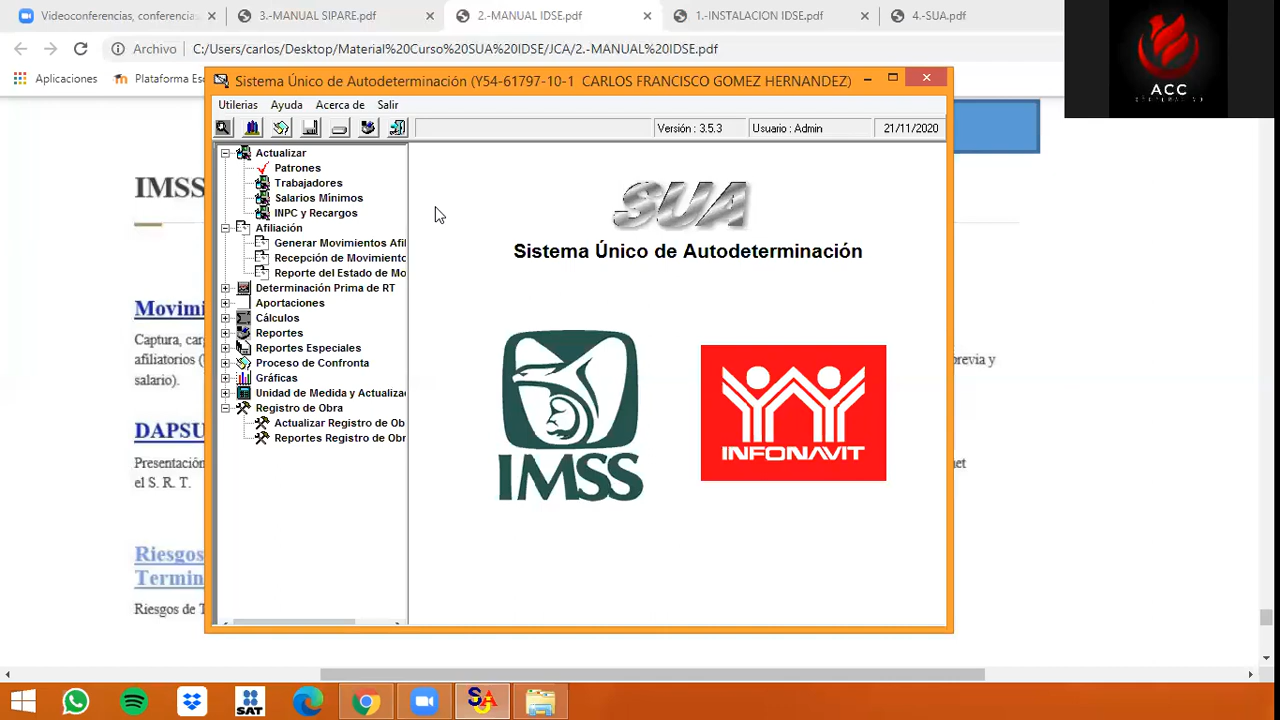 Videoconferencias, conferencia
3.-MANUAL SIPARE.pdf
2.-MANUAL IDSE.pdf
1.-INSTALACION IDSE.pdf
4.-SUA.pdf
Archivo
C:/Users/carlos/Desktop/Material%20Curso%20SUA%20IDSE/JCA/2.-MANUAL%20IDSE.pdf
Aplicaciones
Plataforma Es
ACC
Sistema Único de Autodeterminación (Y54-61797-10-1 CARLOS FRANCISCO GOMEZ HERNANDEZ)
Utilerias Ayuda Acerca de Salir
Versión : 3.5.3 Usuario : Admin 21/11/2020
Actualizar
Patrones
Trabajadores
Salarios Mínimos
INPC y Recargos
Afiliación
Generar Movimientos Afil
Recepción de Movimiento
Reporte del Estado de Mo
Determinación Prima de RT
Aportaciones
Cálculos
Reportes
Reportes Especiales
Proceso de Confronta
Gráficas
Unidad de Medida y Actualiza
Registro de Obra
Actualizar Registro de Ob
Reportes Registro de Obr
SUA
Sistema Único de Autodeterminación
IMSS
INFONAVIT
IMSS
Movimi
Captura, car
afiliatorios (
previa y
salario).
DAPSU
Presentación
net
el S. R. T.
Riesgos
Termin
Riesgos de T
SAT